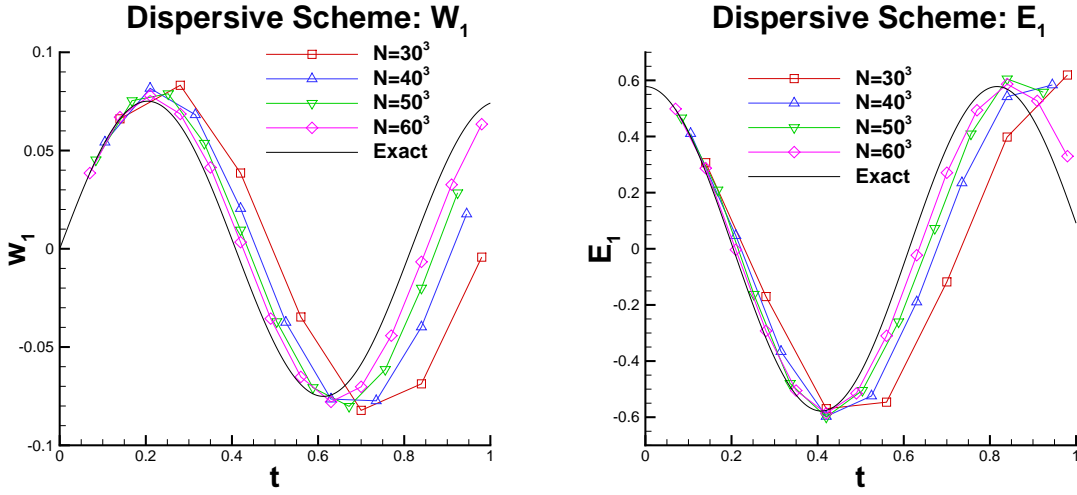 Dispersive Scheme: W₁
0.1
0.05
0
-0.05
-0.1
W₁
0
0.2
0.4
0.6
0.8
1
t
N=30³
N=40³
N=50³
N=60³
Exact
Dispersive Scheme: E₁
0.6
0.4
0.2
0
-0.2
-0.4
-0.6
E₁
0
0.2
0.4
0.6
0.8
1
t
N=30³
N=40³
N=50³
N=60³
Exact